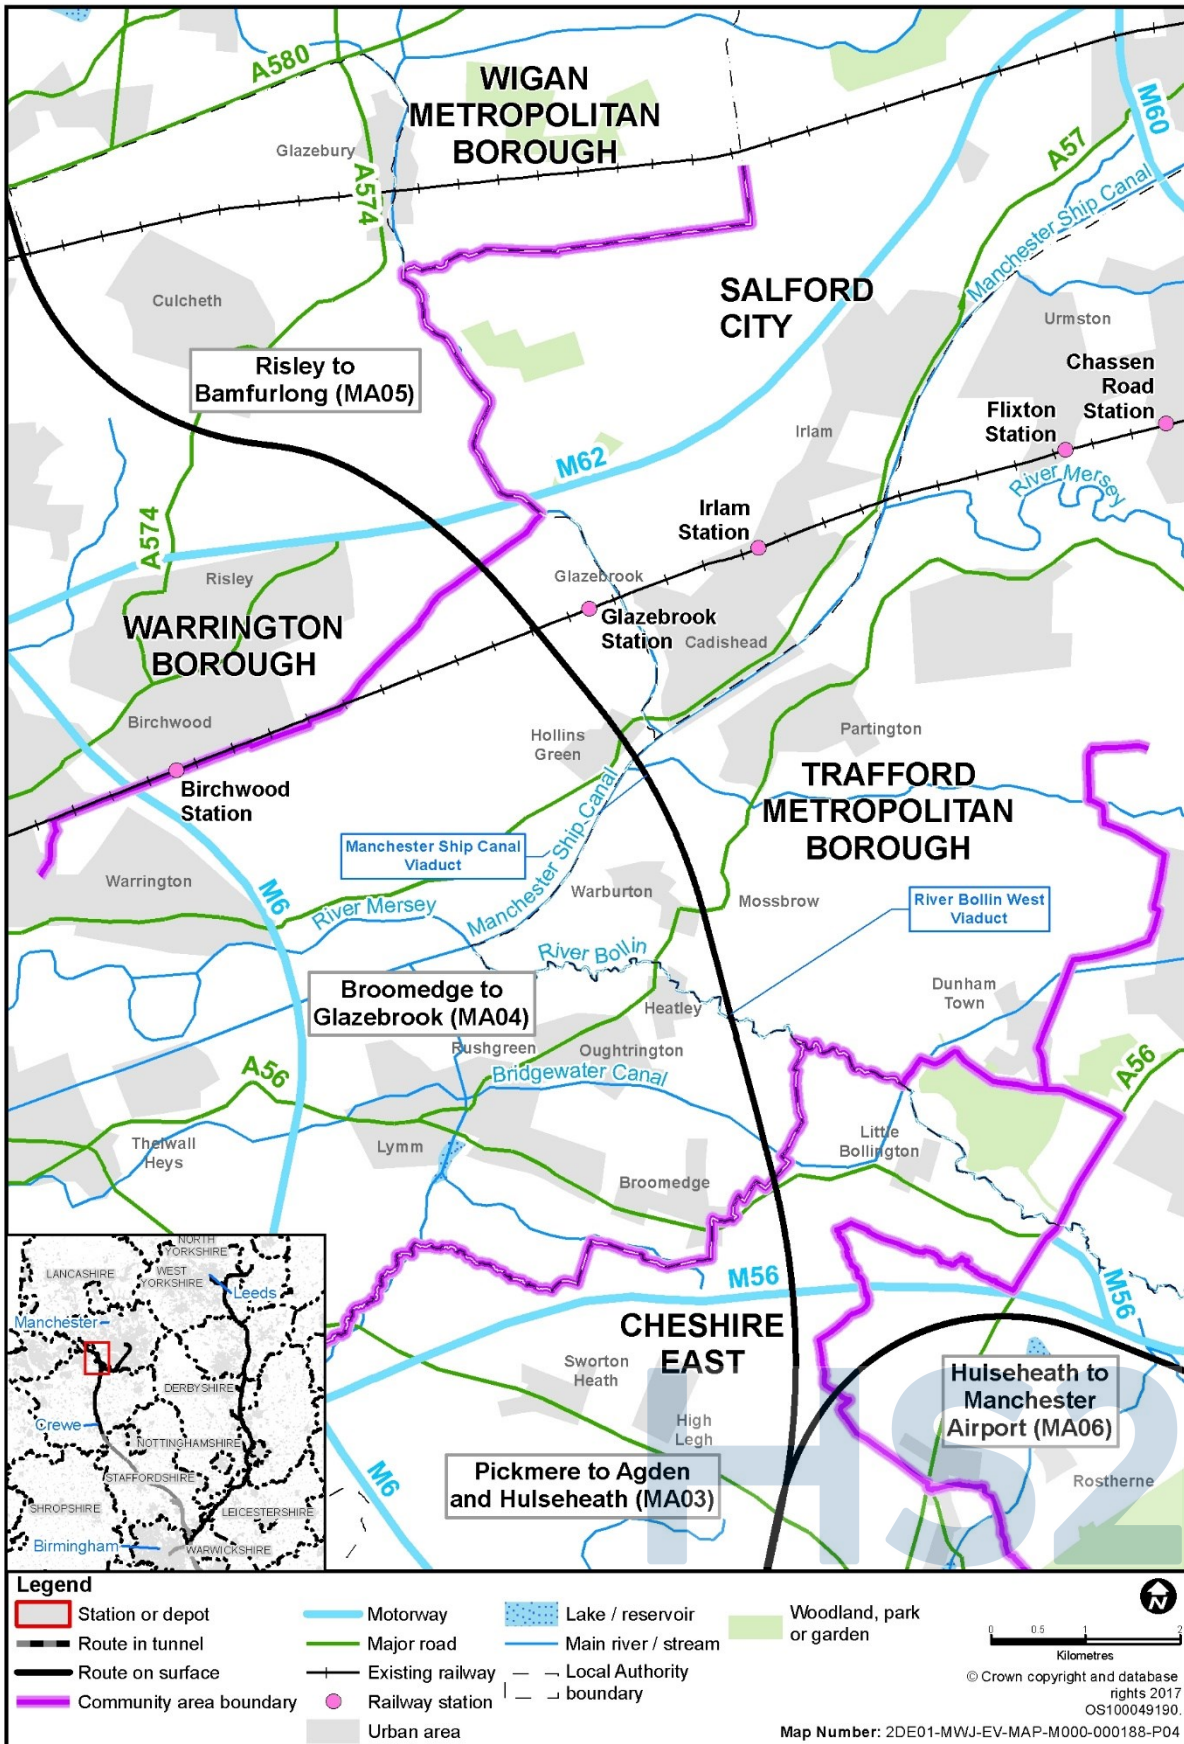 A580
WIGAN
METROPOLITAN
BOROUGH
M60
A57
Glazebury
A574
Manchester Ship Canal
Culcheth
SALFORD
CITY
Urmston
Risley to
Bamfurlong (MA05)
Chassen
Road
Station
Flixton
Station
Irlam
M62
River Mersey
Irlam
Station
A574
Risley
Glazebrook
Glazebrook
Station
WARRINGTON
BOROUGH
Cadishead
Birchwood
Hollins
Green
Partington
Birchwood
Station
TRAFFORD
METROPOLITAN
BOROUGH
Manchester Ship Canal
Viaduct
Manchester Ship Canal
Warrington
M6
Warburton
Mossbrow
River Bollin West
Viaduct
River Mersey
River Bollin
Broomedge to
Glazebrook (MA04)
Dunham
Town
Heatley
Rushgreen
Oughtrington
Bridgewater Canal
A56
A56
Thelwall
Heys
Lymm
Little
Bollington
Broomedge
M56
M56
CHESHIRE
EAST
Sworton
Heath
High
Legh
Hulseheath to
Manchester
Airport (MA06)
Rostherne
M6
Pickmere to Agden
and Hulseheath (MA03)
HS2
NORTH
YORKSHIRE
LANCASHIRE
WEST
YORKSHIRE
Leeds
Manchester
DERBYSHIRE
Crewe
NOTTINGHAMSHIRE
STAFFORDSHIRE
SHROPSHIRE
LEICESTERSHIRE
Birmingham
WARWICKSHIRE
Legend
Station or depot
Route in tunnel
Route on surface
Community area boundary
Motorway
Major road
Existing railway
Railway station
Urban area
Lake / reservoir
Main river / stream
Local Authority
boundary
Woodland, park
or garden
N
0 0.5 1 2
Kilometres
© Crown copyright and database
rights 2017
OS100049190.
Map Number: 2DE01-MWJ-EV-MAP-M000-000188-P04